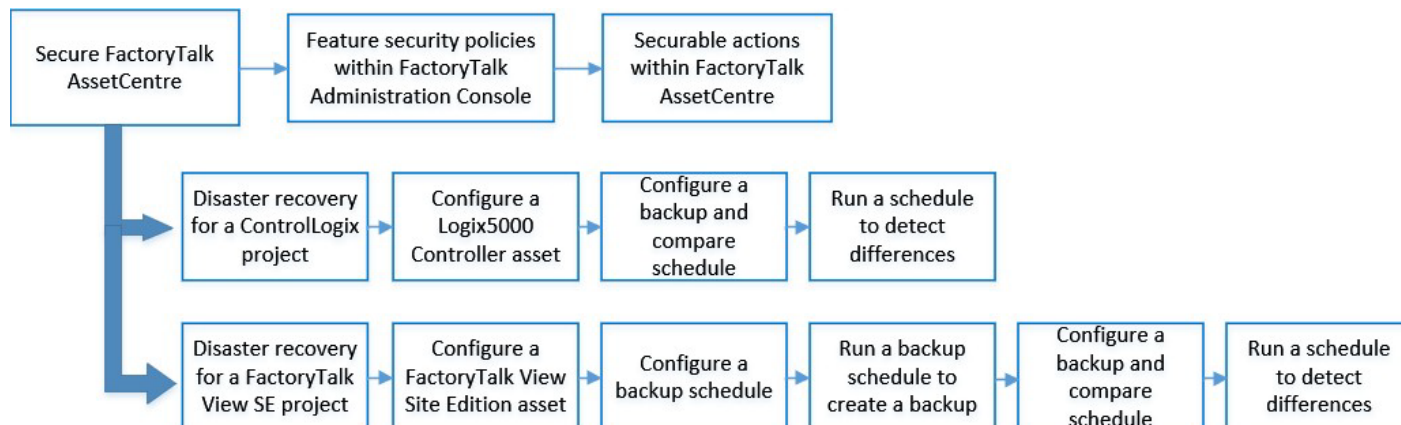 Secure FactoryTalk
AssetCentre
Feature security policies
within FactoryTalk
Administration Console
Securable actions
within FactoryTalk
AssetCentre
Disaster recovery
for a ControlLogix
project
Configure a
Logix5000
Controller asset
Configure a
backup and
compare
schedule
Run a schedule
to detect
differences
Disaster recovery
for a FactoryTalk
View SE project
Configure a
FactoryTalk View
Site Edition asset
Configure a
backup schedule
Run a backup
schedule to
create a backup
Configure a
backup and
compare
schedule
Run a schedule
to detect
differences